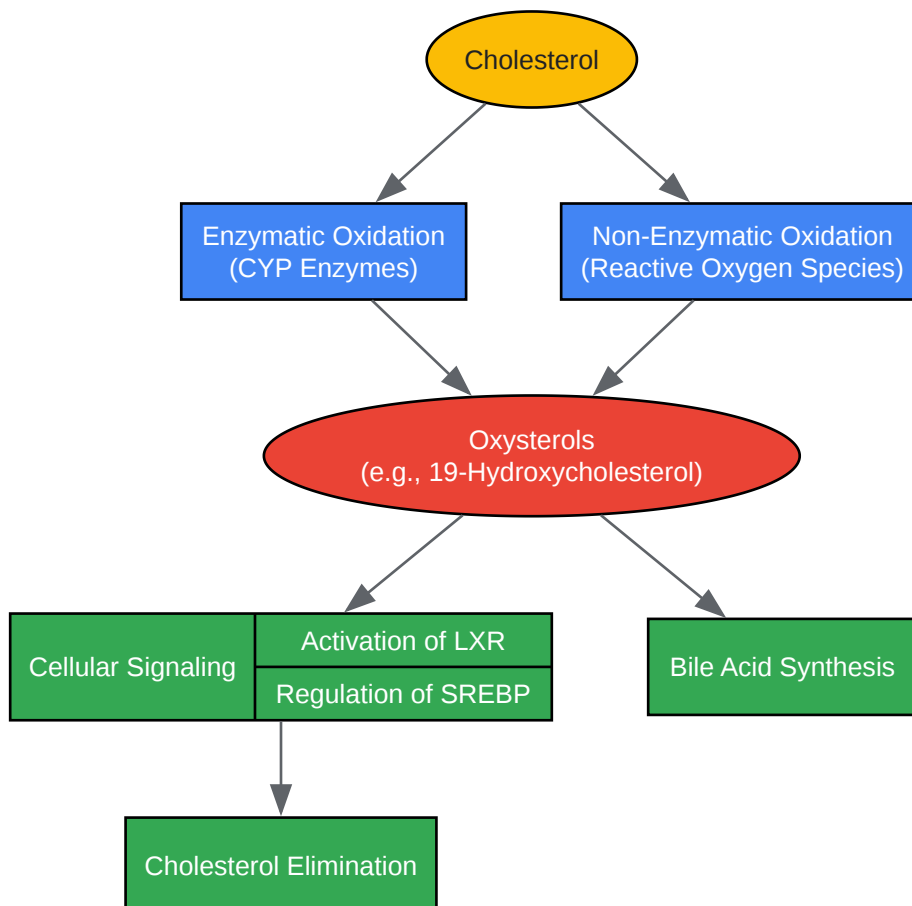 Cholesterol
Enzymatic Oxidation
(CYP Enzymes)
Non-Enzymatic Oxidation
(Reactive Oxygen Species)
Oxysterols
(e.g., 19-Hydroxycholesterol)
Cellular Signaling
Activation of LXR
Regulation of SREBP
Bile Acid Synthesis
Cholesterol Elimination